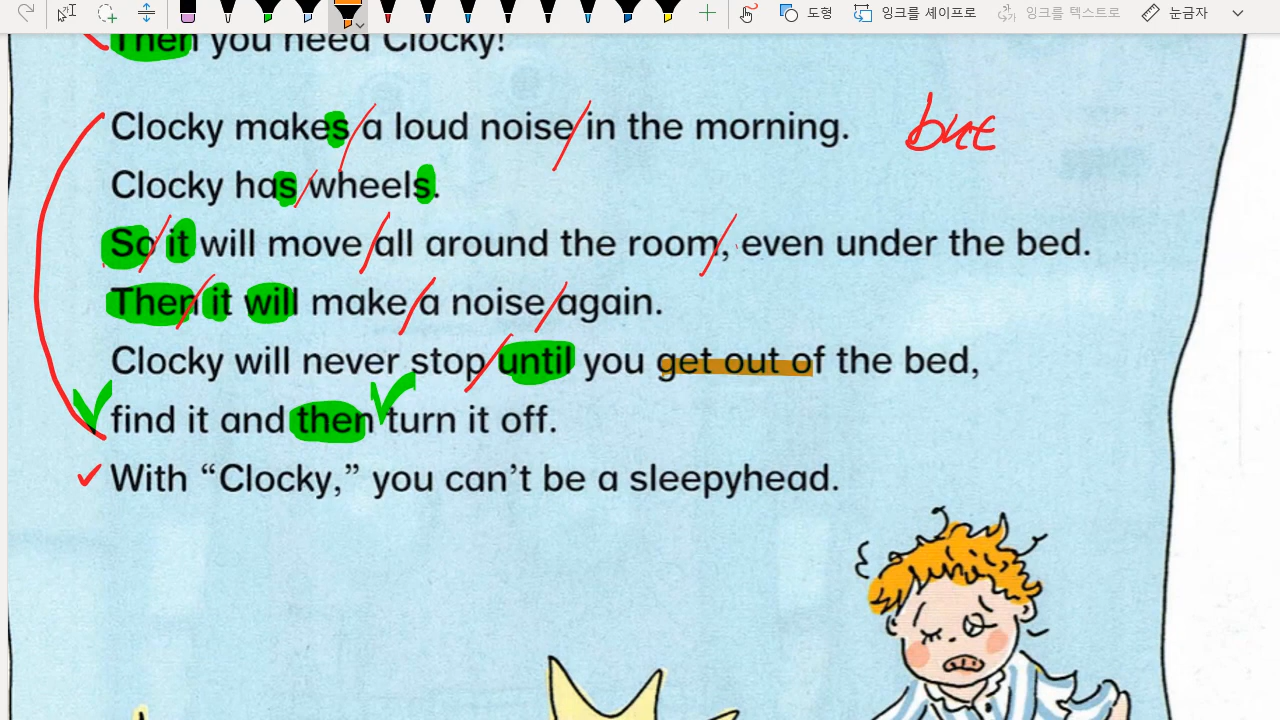 도형 잉크를 셰이프로 잉크를 텍스트로 눈금자
Then you need Clocky!
Clocky makes a loud noise in the morning. but
Clocky has wheels.
So it will move all around the room, even under the bed.
Then it will make a noise again.
Clocky will never stop until you get out of the bed,
find it and then turn it off.
With “Clocky,” you can’t be a sleepyhead.